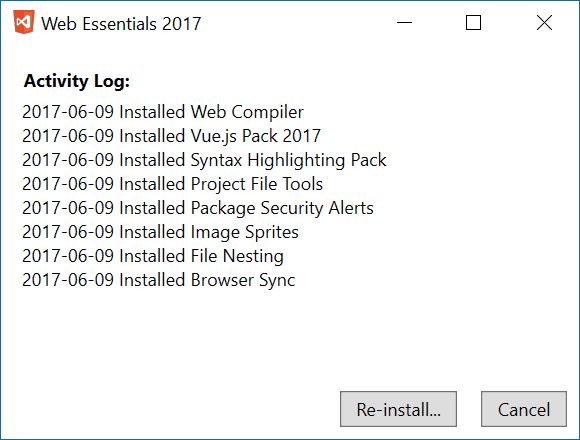 Web Essentials 2017
Activity Log:
2017-06-09 Installed Web Compiler
2017-06-09 Installed Vue.js Pack 2017
2017-06-09 Installed Syntax Highlighting Pack
2017-06-09 Installed Project File Tools
2017-06-09 Installed Package Security Alerts
2017-06-09 Installed Image Sprites
2017-06-09 Installed File Nesting
2017-06-09 Installed Browser Sync
Re-install... Cancel